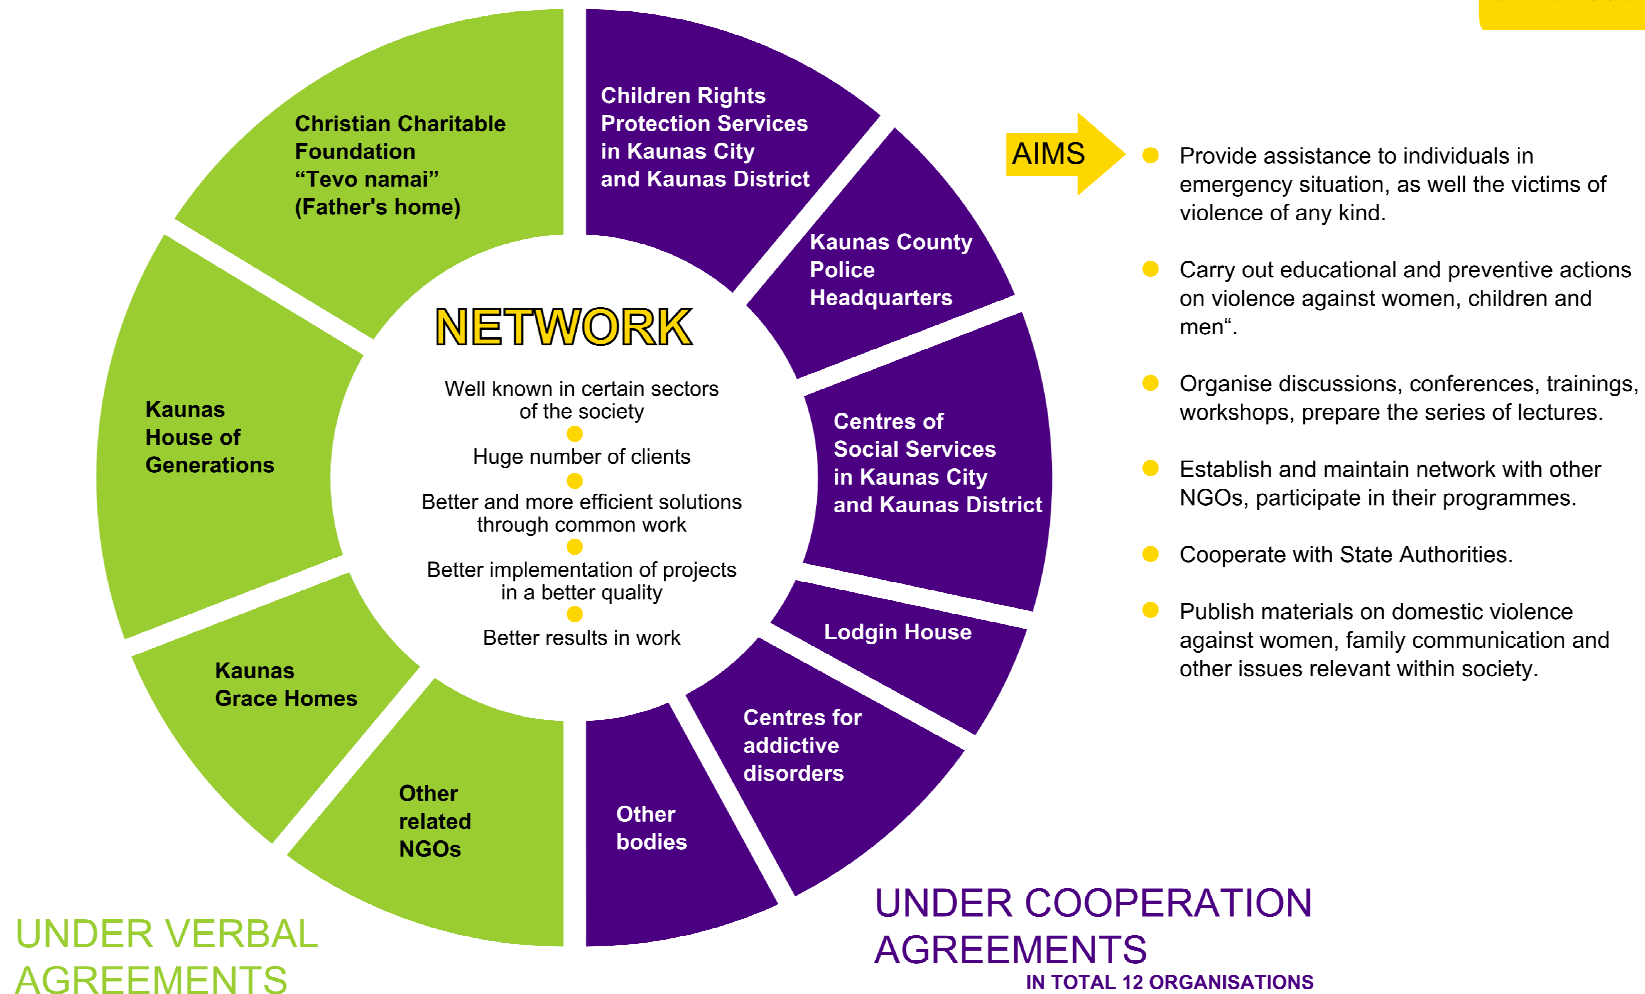 Christian Charitable
Foundation
“Tevo namai”
(Father's home)
Kaunas
House of
Generations
Kaunas
Grace Homes
Other
related
NGOs
UNDER VERBAL
AGREEMENTS
NETWORK
Well known in certain sectors
of the society
Huge number of clients
Better and more efficient solutions
through common work
Better implementation of projects
in a better quality
Better results in work
Children Rights
Protection Services
in Kaunas City
and Kaunas District
Kaunas County
Police
Headquarters
Centres of
Social Services
in Kaunas City
and Kaunas District
Lodgin House
Centres for
addictive
disorders
Other
bodies
UNDER COOPERATION
AGREEMENTS
IN TOTAL 12 ORGANISATIONS
AIMS
Provide assistance to individuals in
emergency situation, as well the victims of
violence of any kind.
Carry out educational and preventive actions
on violence against women, children and
men“.
Organise discussions, conferences, trainings,
workshops, prepare the series of lectures.
Establish and maintain network with other
NGOs, participate in their programmes.
Cooperate with State Authorities.
Publish materials on domestic violence
against women, family communication and
other issues relevant within society.